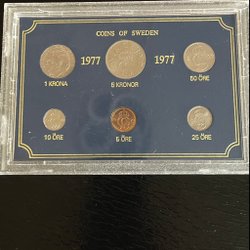 COINS OF SWEDEN
1977 1977
1 KRONA 5 KRONOR 50 ÖRE
10 ÖRE 5 ÖRE 25 ÖRE